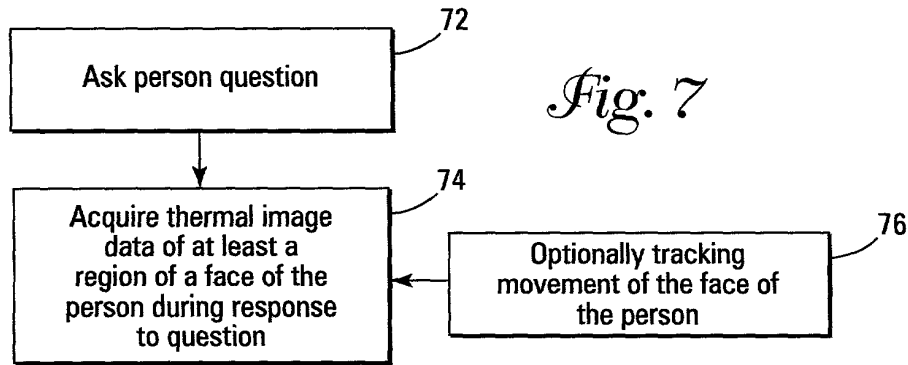 72
Ask person question
Fig. 7
74
Acquire thermal image
data of at least a
region of a face of the
person during response
to question
76
Optionally tracking
movement of the face of
the person